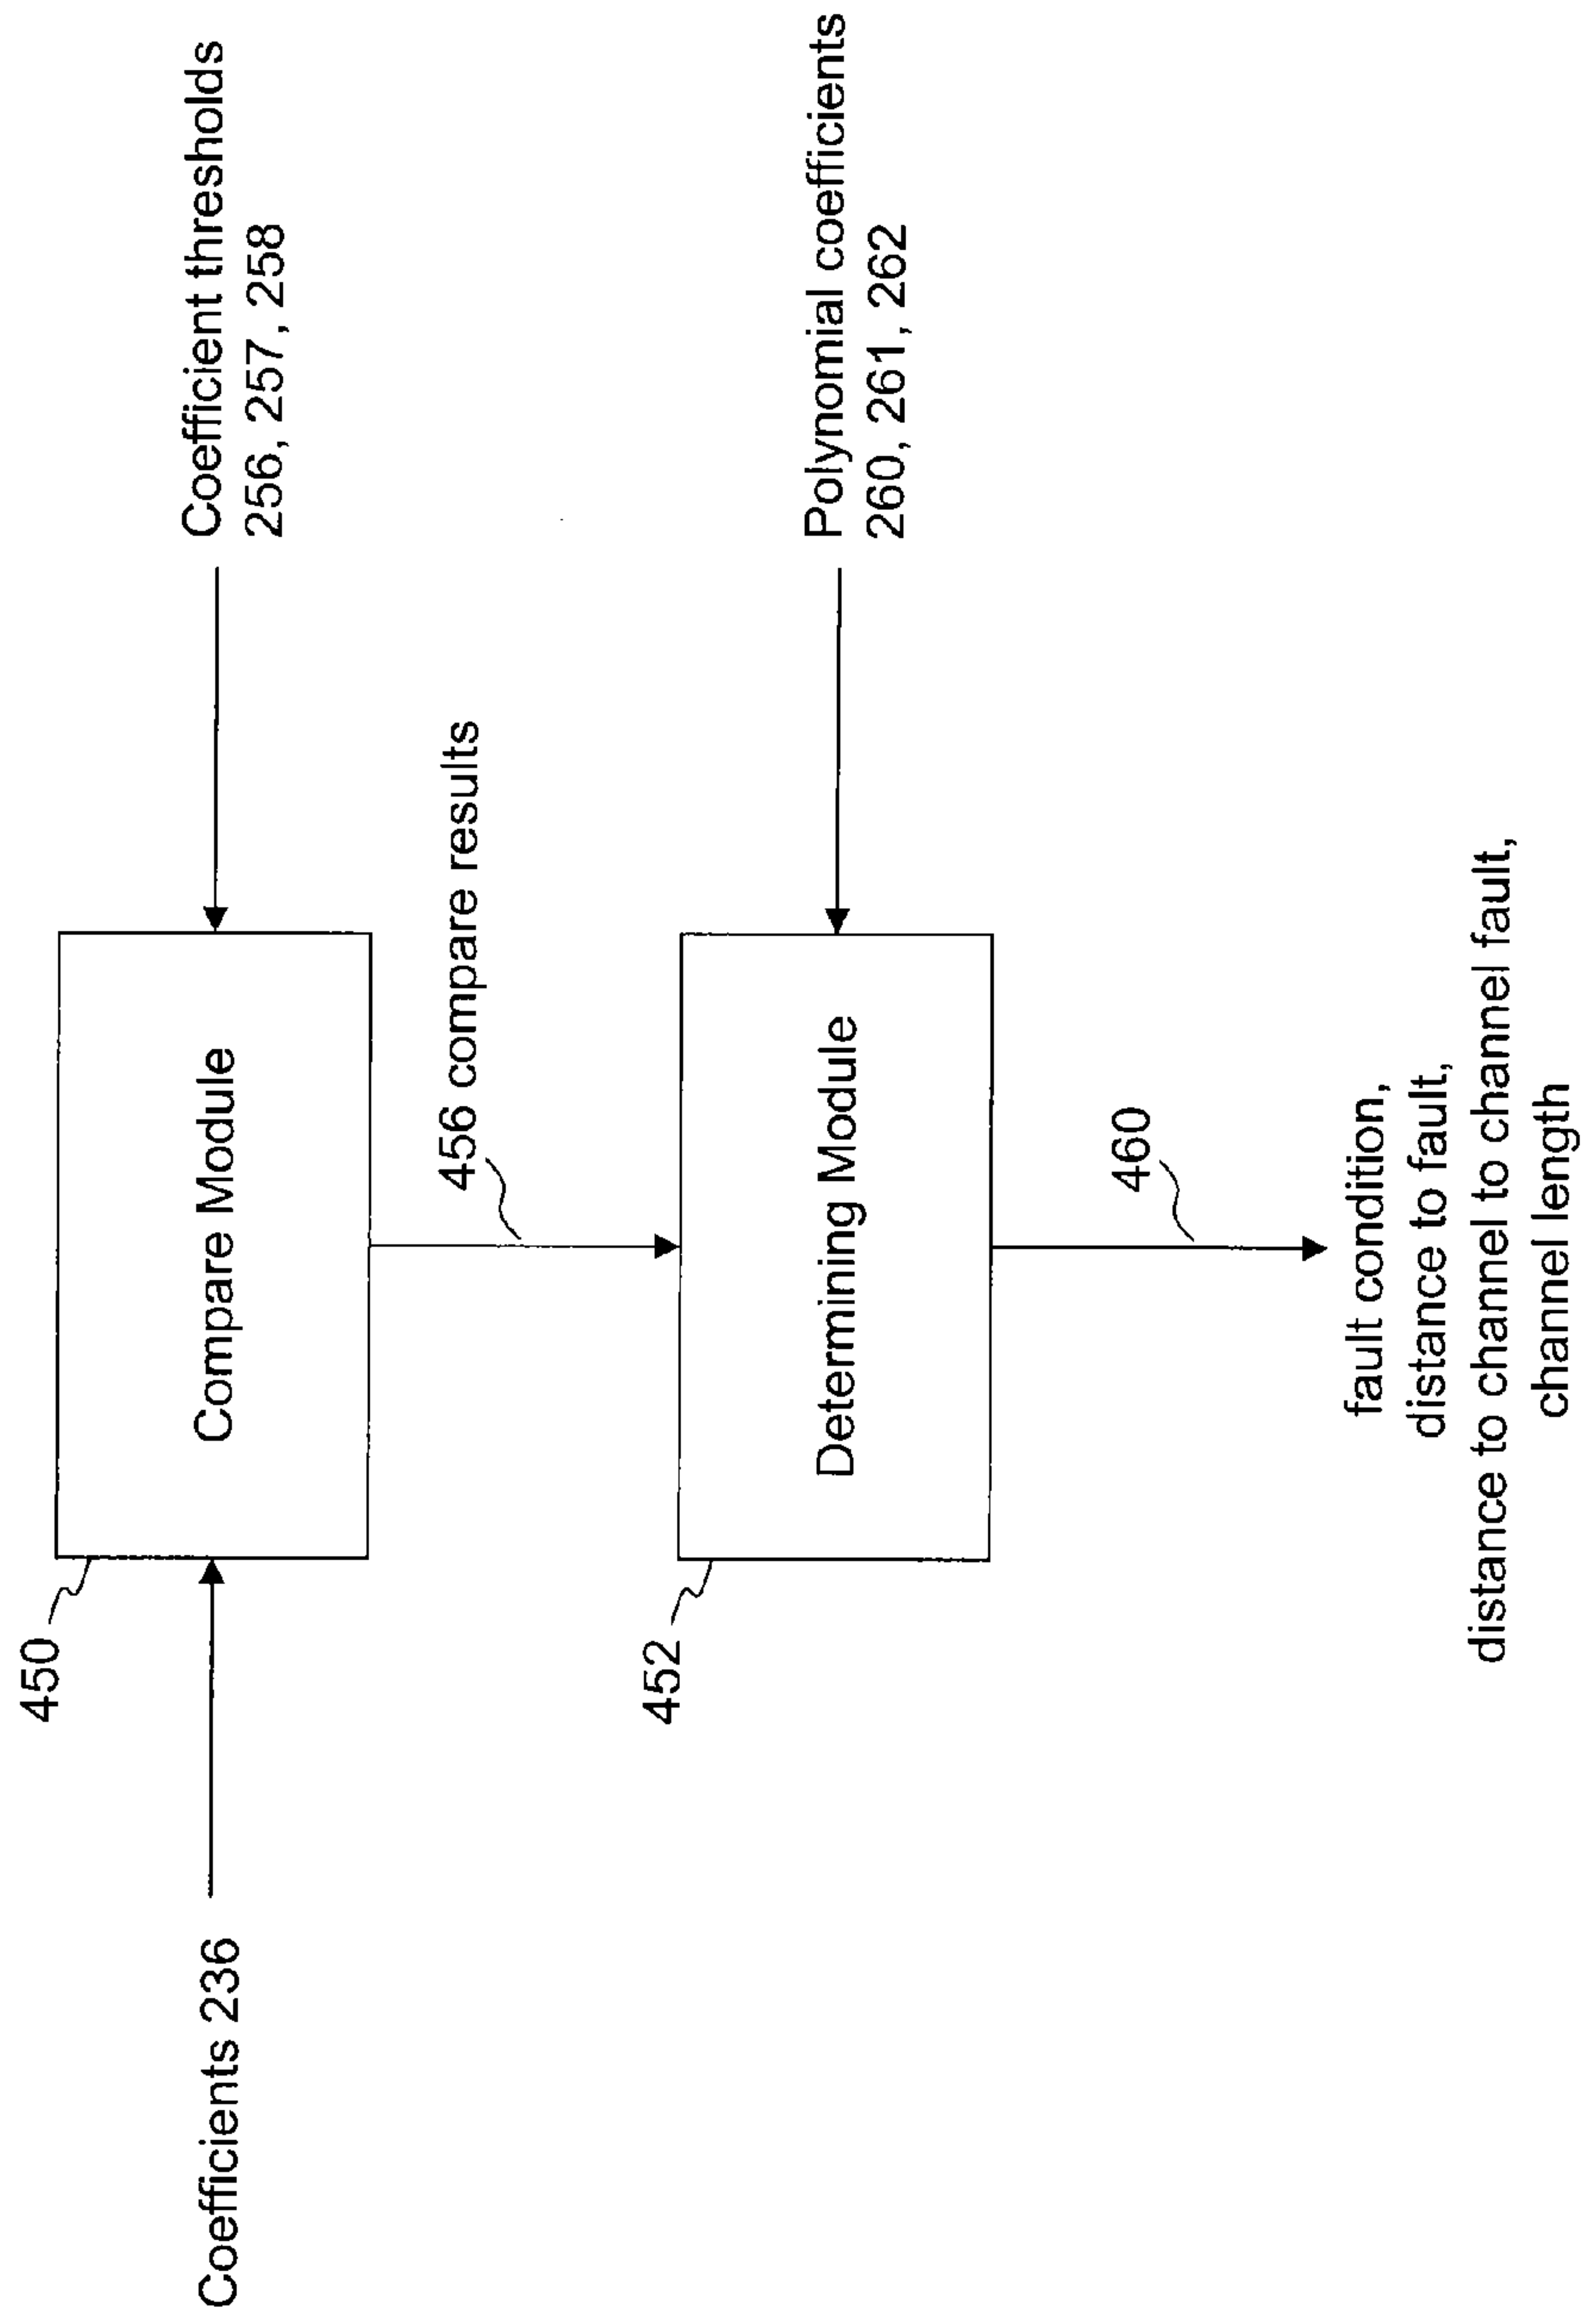 450
Coefficients 236
Compare Module
Coefficient thresholds
256, 257, 258
456 compare results
452
Determining Module
Polynomial coefficients
260, 261, 262
460
fault condition,
distance to fault,
distance to channel to channel fault,
channel length